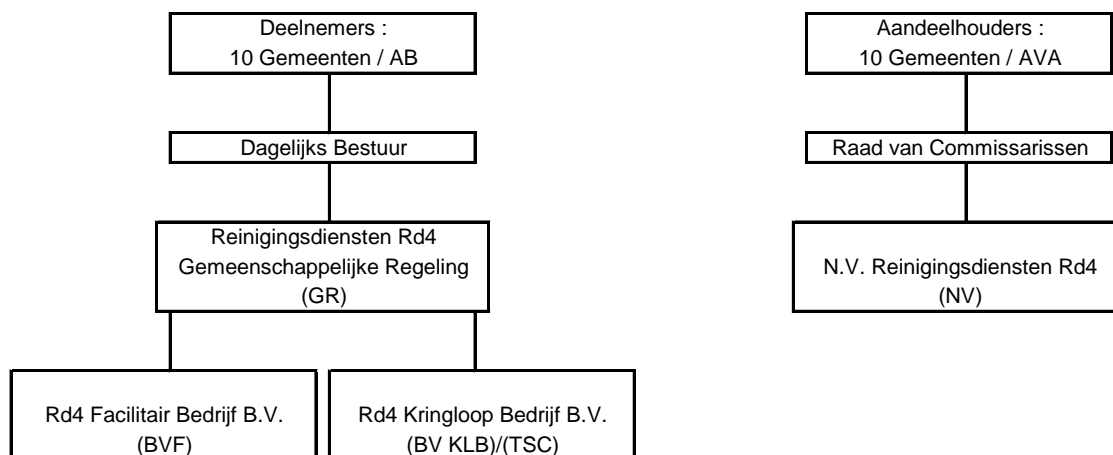 Deelnemers :
10 Gemeenten / AB
Dagelijks Bestuur
Reinigingsdiensten Rd4
Gemeenschappelijke Regeling
(GR)
Rd4 Facilitair Bedrijf B.V.
(BVF)
Rd4 Kringloop Bedrijf B.V.
(BV KLB)/(TSC)
Aandeelhouders :
10 Gemeenten / AVA
Raad van Commissarissen
N.V. Reinigingsdiensten Rd4
(NV)